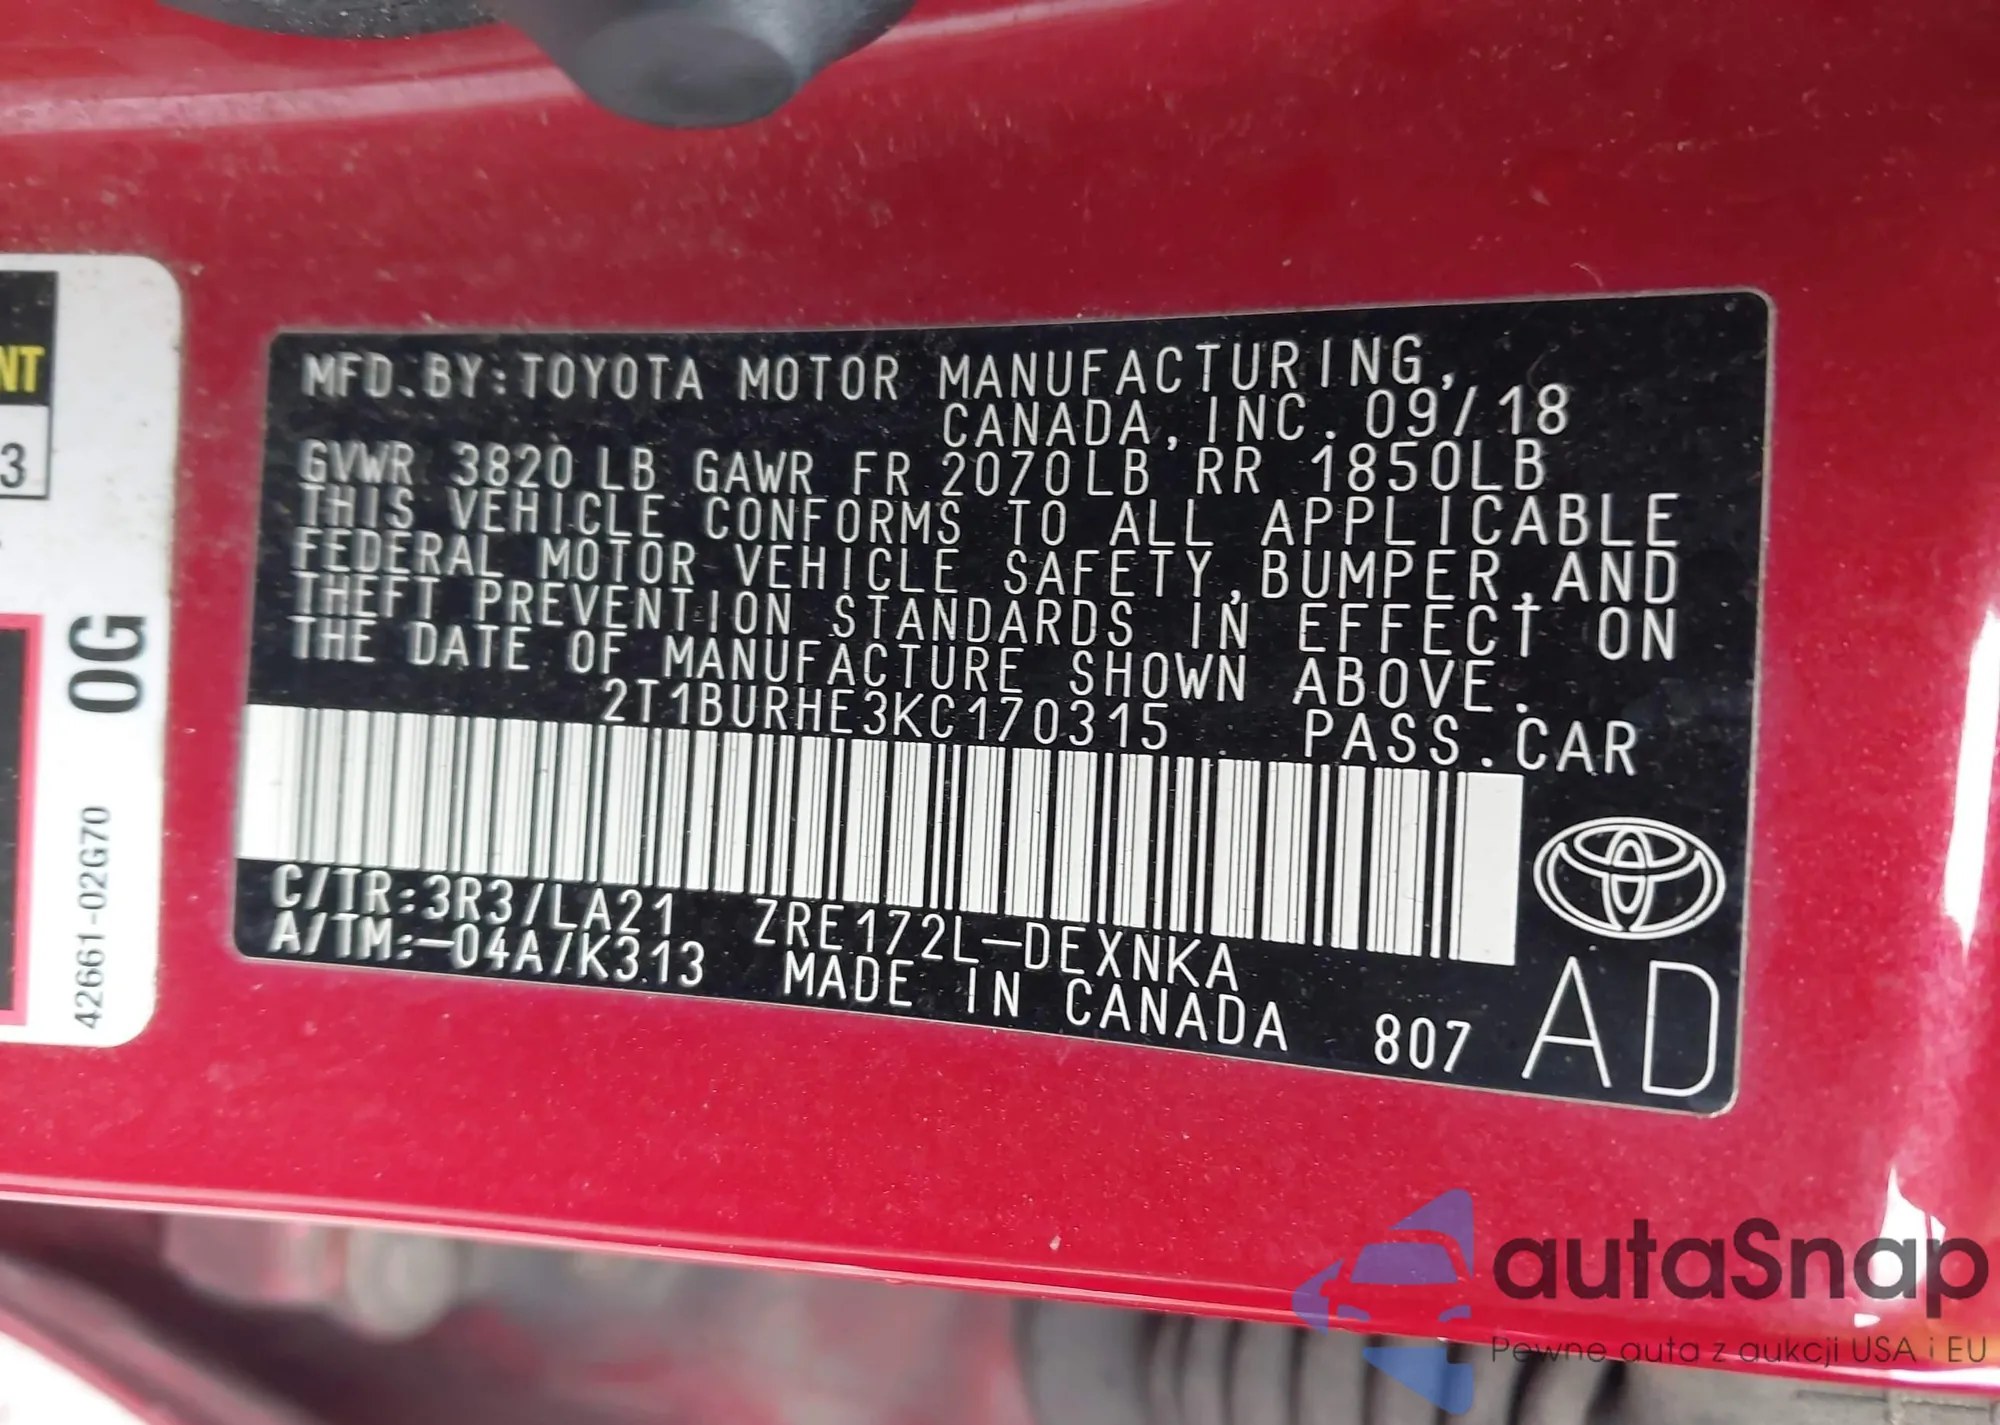 MFD.BY:TOYOTA MOTOR MANUFACTURING,
CANADA,INC. 09/18
GVWR 3820 LB GAWR FR 2070LB RR 1850LB
THIS VEHICLE CONFORMS TO ALL APPLICABLE
FEDERAL MOTOR VEHICLE SAFETY,BUMPER,AND
THEFT PREVENTION STANDARDS IN EFFECT ON
THE DATE OF MANUFACTURE SHOWN ABOVE.
2T1BURHE3KC170315 PASS.CAR
C/TR:3R3/LA21 ZRE172L-DEXNKA
A/TM:-04A/K313 MADE IN CANADA 807 AD
NT
3
0G
42661-02G70
autaSnap
Pewne auta z aukcji USA i EU